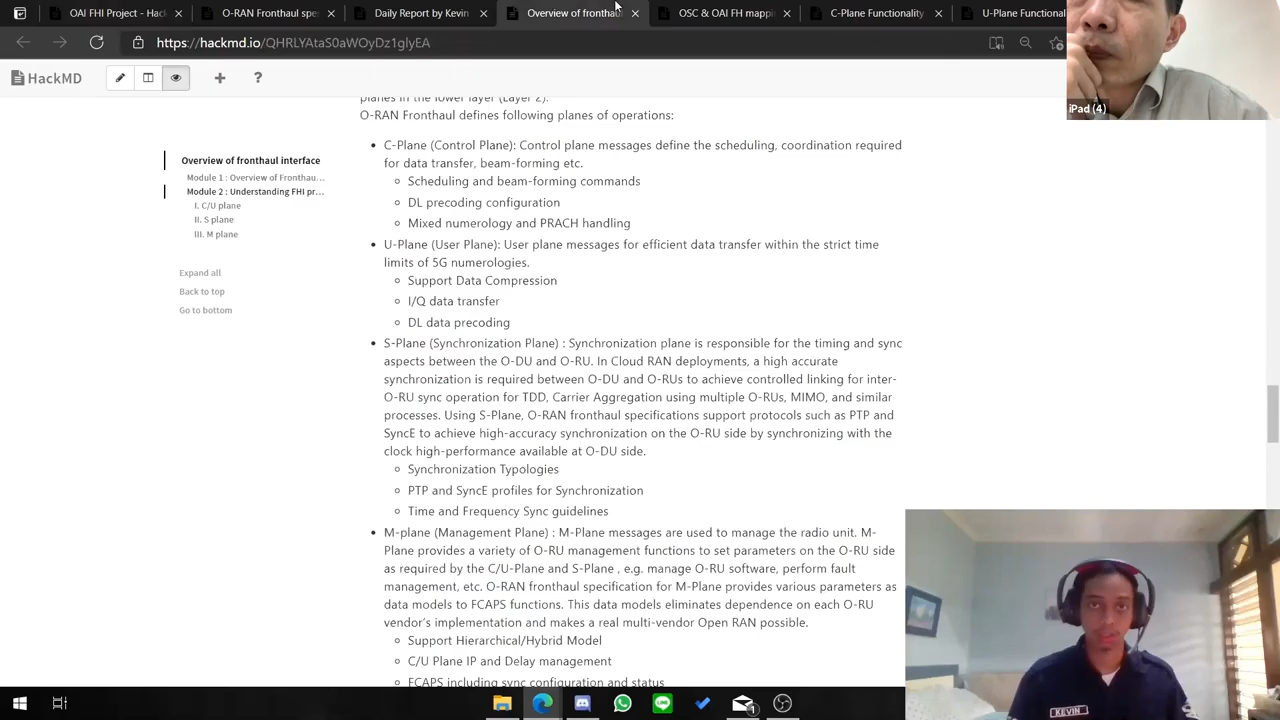 OAI FHI Project - Hac
O-RAN Fronthaul spe
Daily Report by Kevin
Overview of frontha
OSC & OAI FH mapp
C-Plane Functionality
U-Plane Functional
https://hackmd.io/QHRLYAtaS0aWOyDz1glyEA
HackMD
iPad (4)
planes in the lower layer (Layer 2).
O-RAN Fronthaul defines following planes of operations:
Overview of fronthaul interface
Module 1 : Overview of Fronthau...
Module 2 : Understanding FHI pr...
I. C/U plane
II. S plane
III. M plane
Expand all
Back to top
Go to bottom
• C-Plane (Control Plane): Control plane messages define the scheduling, coordination required
for data transfer, beam-forming etc.
◦ Scheduling and beam-forming commands
◦ DL precoding configuration
◦ Mixed numerology and PRACH handling
• U-Plane (User Plane): User plane messages for efficient data transfer within the strict time
limits of 5G numerologies.
◦ Support Data Compression
◦ I/Q data transfer
◦ DL data precoding
• S-Plane (Synchronization Plane) : Synchronization plane is responsible for the timing and sync
aspects between the O-DU and O-RU. In Cloud RAN deployments, a high accurate
synchronization is required between O-DU and O-RUs to achieve controlled linking for inter-
O-RU sync operation for TDD, Carrier Aggregation using multiple O-RUs, MIMO, and similar
processes. Using S-Plane, O-RAN fronthaul specifications support protocols such as PTP and
SyncE to achieve high-accuracy synchronization on the O-RU side by synchronizing with the
clock high-performance available at O-DU side.
◦ Synchronization Typologies
◦ PTP and SyncE profiles for Synchronization
◦ Time and Frequency Sync guidelines
• M-plane (Management Plane) : M-Plane messages are used to manage the radio unit. M-
Plane provides a variety of O-RU management functions to set parameters on the O-RU side
as required by the C/U-Plane and S-Plane , e.g. manage O-RU software, perform fault
management, etc. O-RAN fronthaul specification for M-Plane provides various parameters as
data models to FCAPS functions. This data models eliminates dependence on each O-RU
vendor's implementation and makes a real multi-vendor Open RAN possible.
◦ Support Hierarchical/Hybrid Model
◦ C/U Plane IP and Delay management
◦ FCAPS including sync configuration and status
KEVIN
1